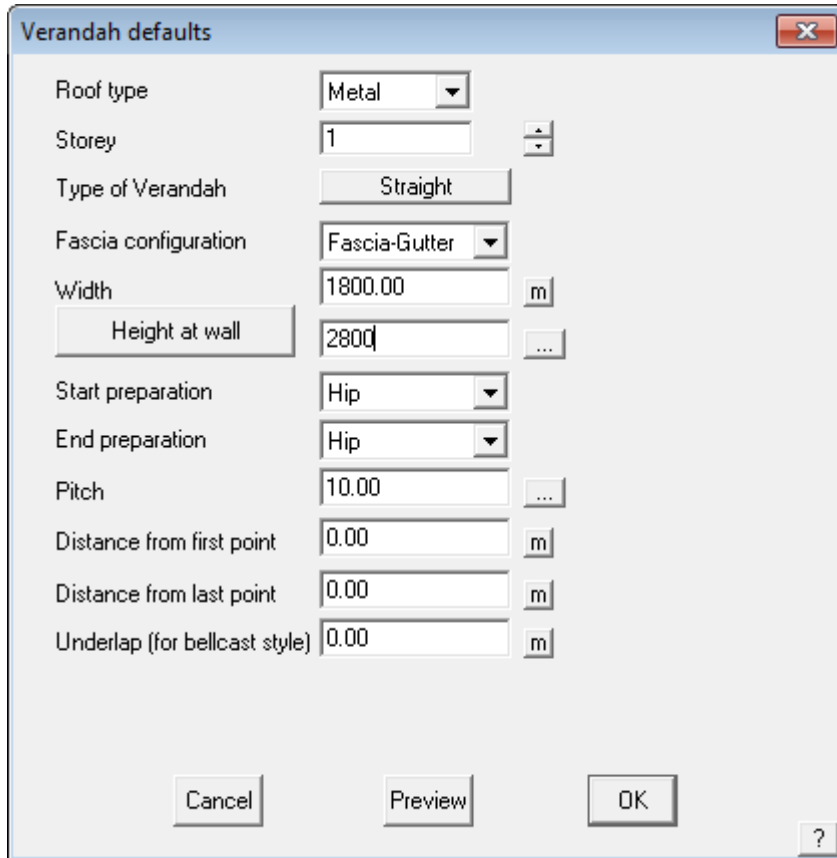 Verandah defaults
Roof type Metal
Storey 1
Type of Verandah Straight
Fascia configuration Fascia-Gutter
Width 1800.00 m
Height at wall 2800 ...
Start preparation Hip
End preparation Hip
Pitch 10.00 ...
Distance from first point 0.00 m
Distance from last point 0.00 m
Underlap (for bellcast style) 0.00 m
Cancel Preview OK
?